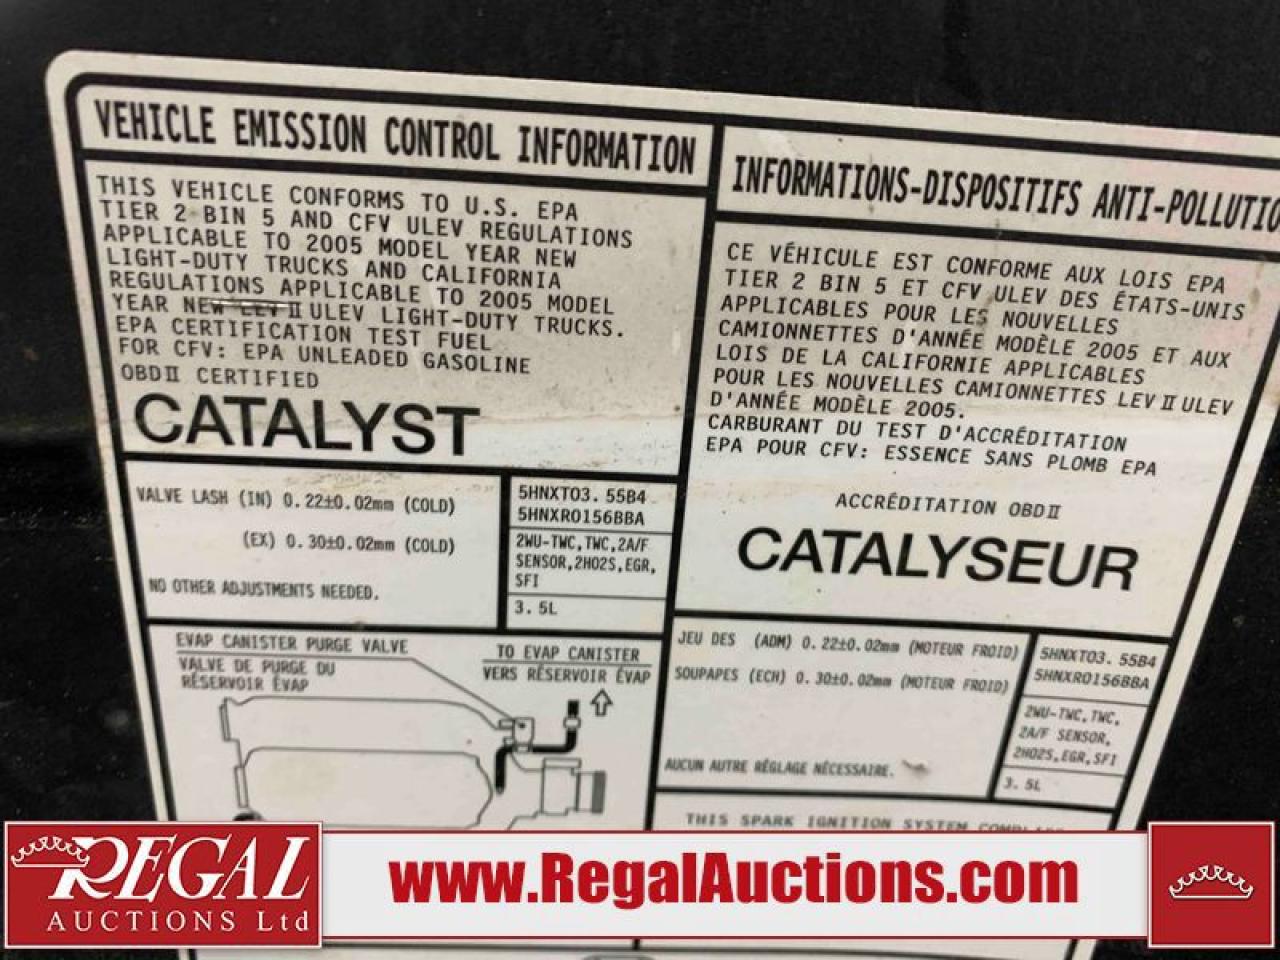 VEHICLE EMISSION CONTROL INFORMATION
THIS VEHICLE CONFORMS TO U.S. EPA
TIER 2 BIN 5 AND CFV ULEV REGULATIONS
APPLICABLE TO 2005 MODEL YEAR NEW
LIGHT-DUTY TRUCKS AND CALIFORNIA
REGULATIONS APPLICABLE TO 2005 MODEL
YEAR NEW LEV II ULEV LIGHT-DUTY TRUCKS.
EPA CERTIFICATION TEST FUEL
FOR CFV: EPA UNLEADED GASOLINE
OBD II CERTIFIED
CATALYST
VALVE LASH (IN) 0.22±0.02mm (COLD)
(EX) 0.30±0.02mm (COLD)
NO OTHER ADJUSTMENTS NEEDED.
5HNXT03.55B4
5HNXR0156BBA
2WU-TWC,TWC,2A/F
SENSOR,2HO2S,EGR,
SFI
3.5L
EVAP CANISTER PURGE VALVE
VALVE DE PURGE DU
RÉSERVOIR ÉVAP
TO EVAP CANISTER
VERS RÉSERVOIR ÉVAP
INFORMATIONS-DISPOSITIFS ANTI-POLLUTIO
CE VÉHICULE EST CONFORME AUX LOIS EPA
TIER 2 BIN 5 ET CFV ULEV DES ÉTATS-UNIS
APPLICABLES POUR LES NOUVELLES
CAMIONNETTES D'ANNÉE MODÈLE 2005 ET AUX
LOIS DE LA CALIFORNIE APPLICABLES
POUR LES NOUVELLES CAMIONNETTES LEV II ULEV
D'ANNÉE MODÈLE 2005.
CARBURANT DU TEST D'ACCRÉDITATION
EPA POUR CFV: ESSENCE SANS PLOMB EPA
ACCRÉDITATION OBD II
CATALYSEUR
JEU DES (ADM) 0.22±0.02mm (MOTEUR FROID)
SOUPAPES (ECH) 0.30±0.02mm (MOTEUR FROID)
AUCUN AUTRE RÉGLAGE NÉCESSAIRE.
5HNXT03.55B4
5HNXR0156BBA
2WU-TWC,TWC,
2A/F SENSOR,
2HO2S,EGR,SFI
3.5L
THIS SPARK IGNITION SYSTEM
REGAL
AUCTIONS Ltd
www.RegalAuctions.com